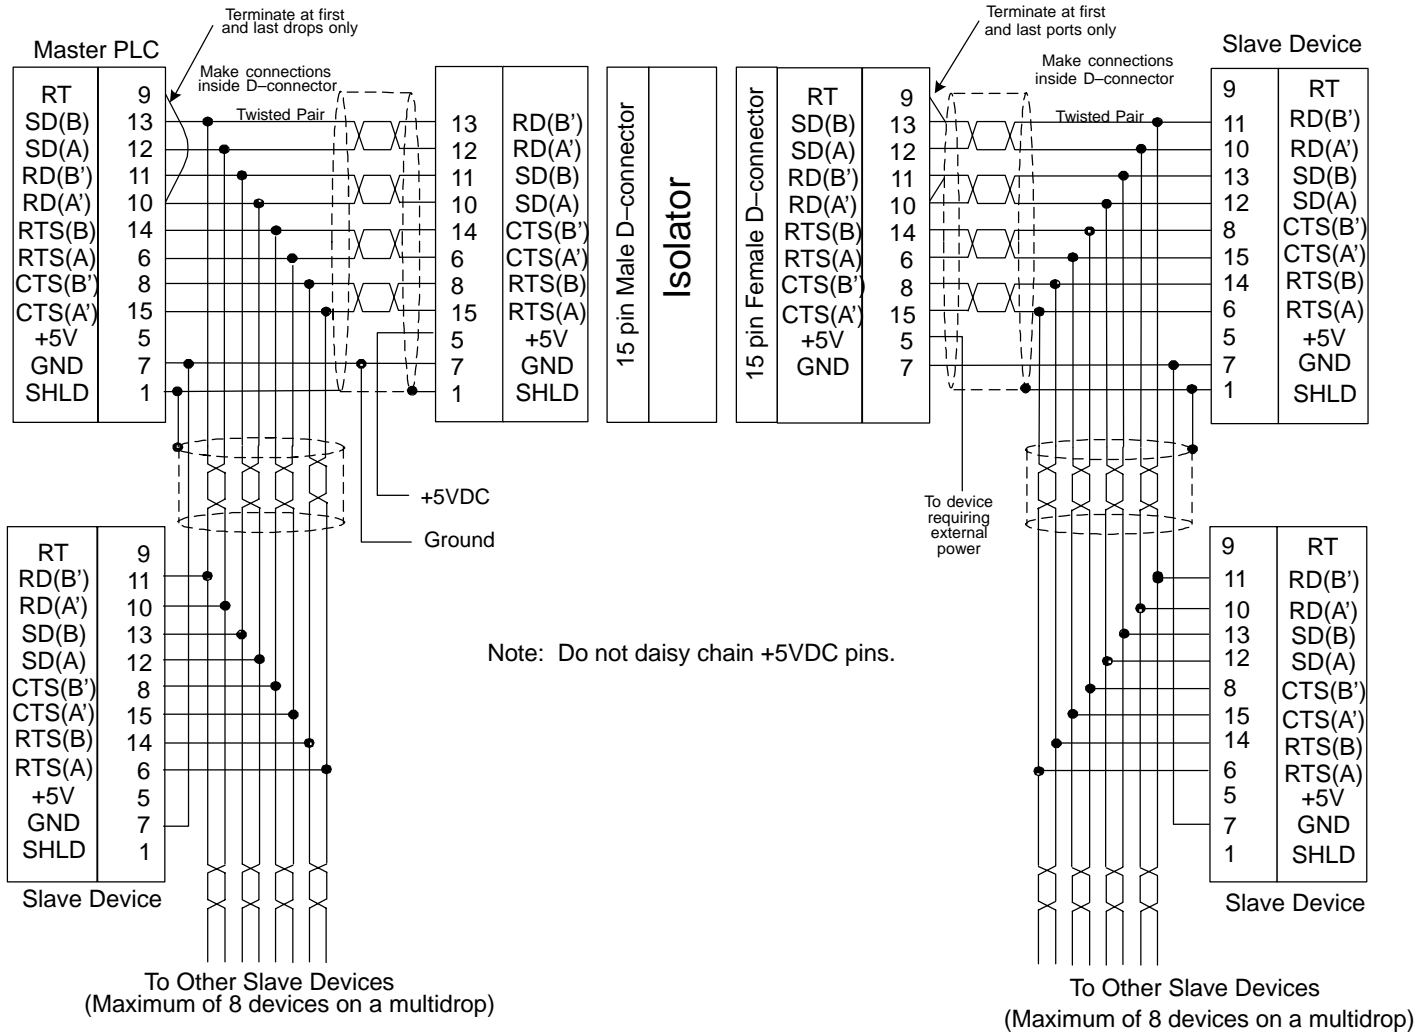 Terminate at first
and last drops only
Master PLC
Make connections
inside D–connector
Twisted Pair
RT 9
SD(B) 13
SD(A) 12
RD(B’) 11
RD(A’) 10
RTS(B) 14
RTS(A) 6
CTS(B’) 8
CTS(A’) 15
+5V 5
GND 7
SHLD 1
13 RD(B’)
12 RD(A’)
11 SD(B)
10 SD(A)
14 CTS(B’)
6 CTS(A’)
8 RTS(B)
15 RTS(A)
5 +5V
7 GND
1 SHLD
15 pin Male D–connector
Isolator
15 pin Female D–connector
RT 9
SD(B) 13
SD(A) 12
RD(B’) 11
RD(A’) 10
RTS(B) 14
RTS(A) 6
CTS(B’) 8
CTS(A’) 15
+5V 5
GND 7
Terminate at first
and last ports only
Make connections
inside D–connector
Twisted Pair
Slave Device
9 RT
11 RD(B’)
10 RD(A’)
13 SD(B)
12 SD(A)
8 CTS(B’)
15 CTS(A’)
14 RTS(B)
6 RTS(A)
5 +5V
7 GND
1 SHLD
+5VDC
Ground
To device
requiring
external
power
RT 9
RD(B’) 11
RD(A’) 10
SD(B) 13
SD(A) 12
CTS(B’) 8
CTS(A’) 15
RTS(B) 14
RTS(A) 6
+5V 5
GND 7
SHLD 1
Slave Device
Note: Do not daisy chain +5VDC pins.
9 RT
11 RD(B’)
10 RD(A’)
13 SD(B)
12 SD(A)
8 CTS(B’)
15 CTS(A’)
14 RTS(B)
6 RTS(A)
5 +5V
7 GND
1 SHLD
Slave Device
To Other Slave Devices
(Maximum of 8 devices on a multidrop)
To Other Slave Devices
(Maximum of 8 devices on a multidrop)